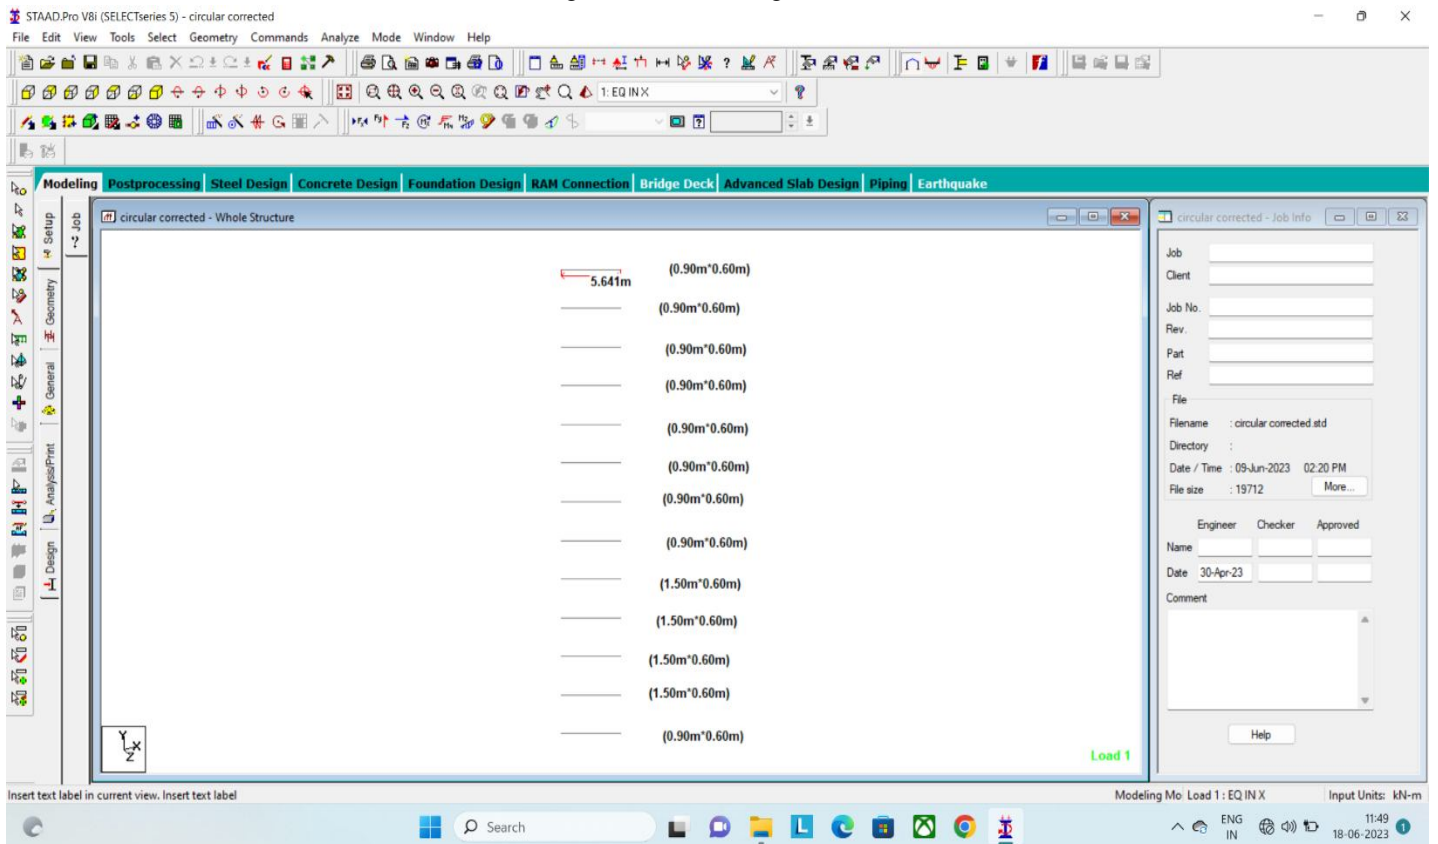 STAAD.Pro V8i (SELECTseries 5) - circular corrected
File Edit View Tools Select Geometry Commands Analyze Mode Window Help
1: EQ IN X
Modeling Postprocessing Steel Design Concrete Design Foundation Design RAM Connection Bridge Deck Advanced Slab Design Piping Earthquake
Setup
Geometry
General
Analysis/Print
Design
Job
circular corrected - Whole Structure
5.641m
(0.90m*0.60m)
(0.90m*0.60m)
(0.90m*0.60m)
(0.90m*0.60m)
(0.90m*0.60m)
(0.90m*0.60m)
(0.90m*0.60m)
(0.90m*0.60m)
(1.50m*0.60m)
(1.50m*0.60m)
(1.50m*0.60m)
(1.50m*0.60m)
(0.90m*0.60m)
Y
X
Z
Load 1
circular corrected - Job Info
Job
Client
Job No.
Rev.
Part
Ref
File
Filename : circular corrected.std
Directory :
Date / Time : 09-Jun-2023 02:20 PM
File size : 19712 More...
Engineer Checker Approved
Name
Date 30-Apr-23
Comment
Help
Insert text label in current view. Insert text label
Modeling Mo Load 1 : EQ IN X Input Units: kN-m
Search
ENG
IN
11:49
18-06-2023
1